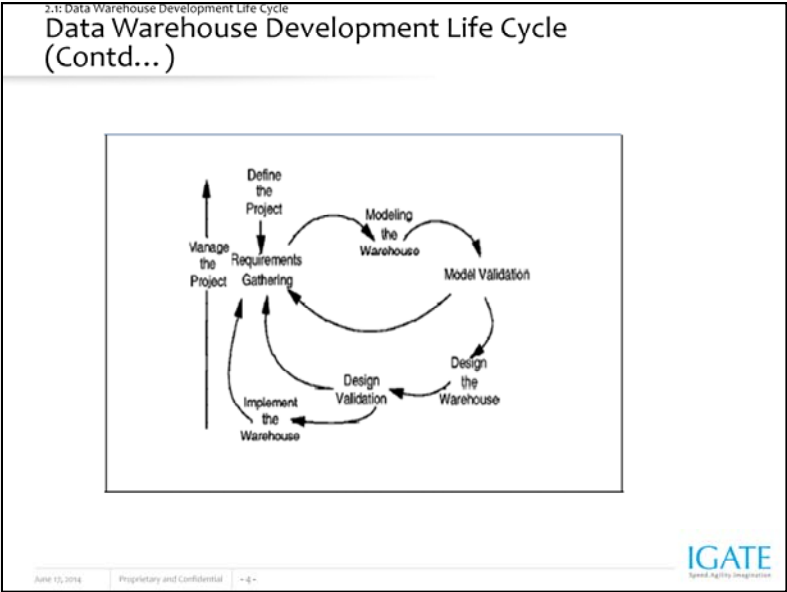 2.1: Data Warehouse Development Life Cycle
Data Warehouse Development Life Cycle
(Contd... )
Define
the
Project
Manage
the
Project
Requirements
Gathering
Modeling
the
Warehouse
Model Validation
Design
the
Warehouse
Design
Validation
Implement
the
Warehouse
IGATE
Speed.Agility.Imagination
June 17, 2014
Proprietary and Confidential
- 4 -